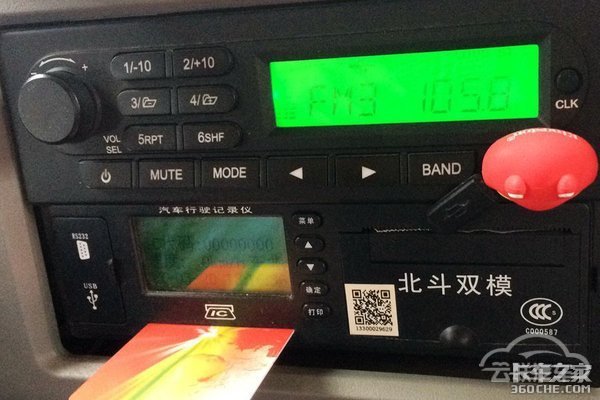 1/-10
2/+10
3/
4/
VOL
SEL
5RPT
6SHF
FM3 105.8
CLK
MUTE
MODE
BAND
汽车行驶记录仪
RS232
USB
00000000
IC
菜单
确定
打印
13300029629
北斗双模
CCC
S
C000587
卡车之家
360CHE.COM